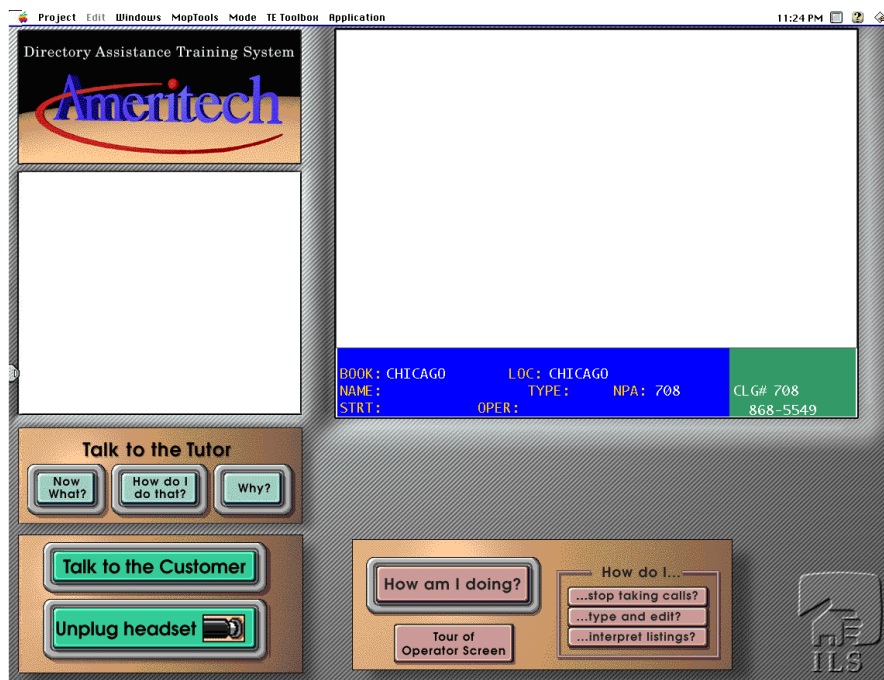 Project Edit Windows MopTools Mode TE Toolbox Application 11:24 PM
Directory Assistance Training System
Ameritech
BOOK: CHICAGO LOC: CHICAGO
NAME: TYPE: NPA: 708 CLG# 708
STRT: OPER: 868-5549
Talk to the Tutor
Now
What?
How do I
do that?
Why?
Talk to the Customer
Unplug headset
How am I doing?
Tour of
Operator Screen
How do I...
...stop taking calls?
...type and edit?
...interpret listings?
ILS